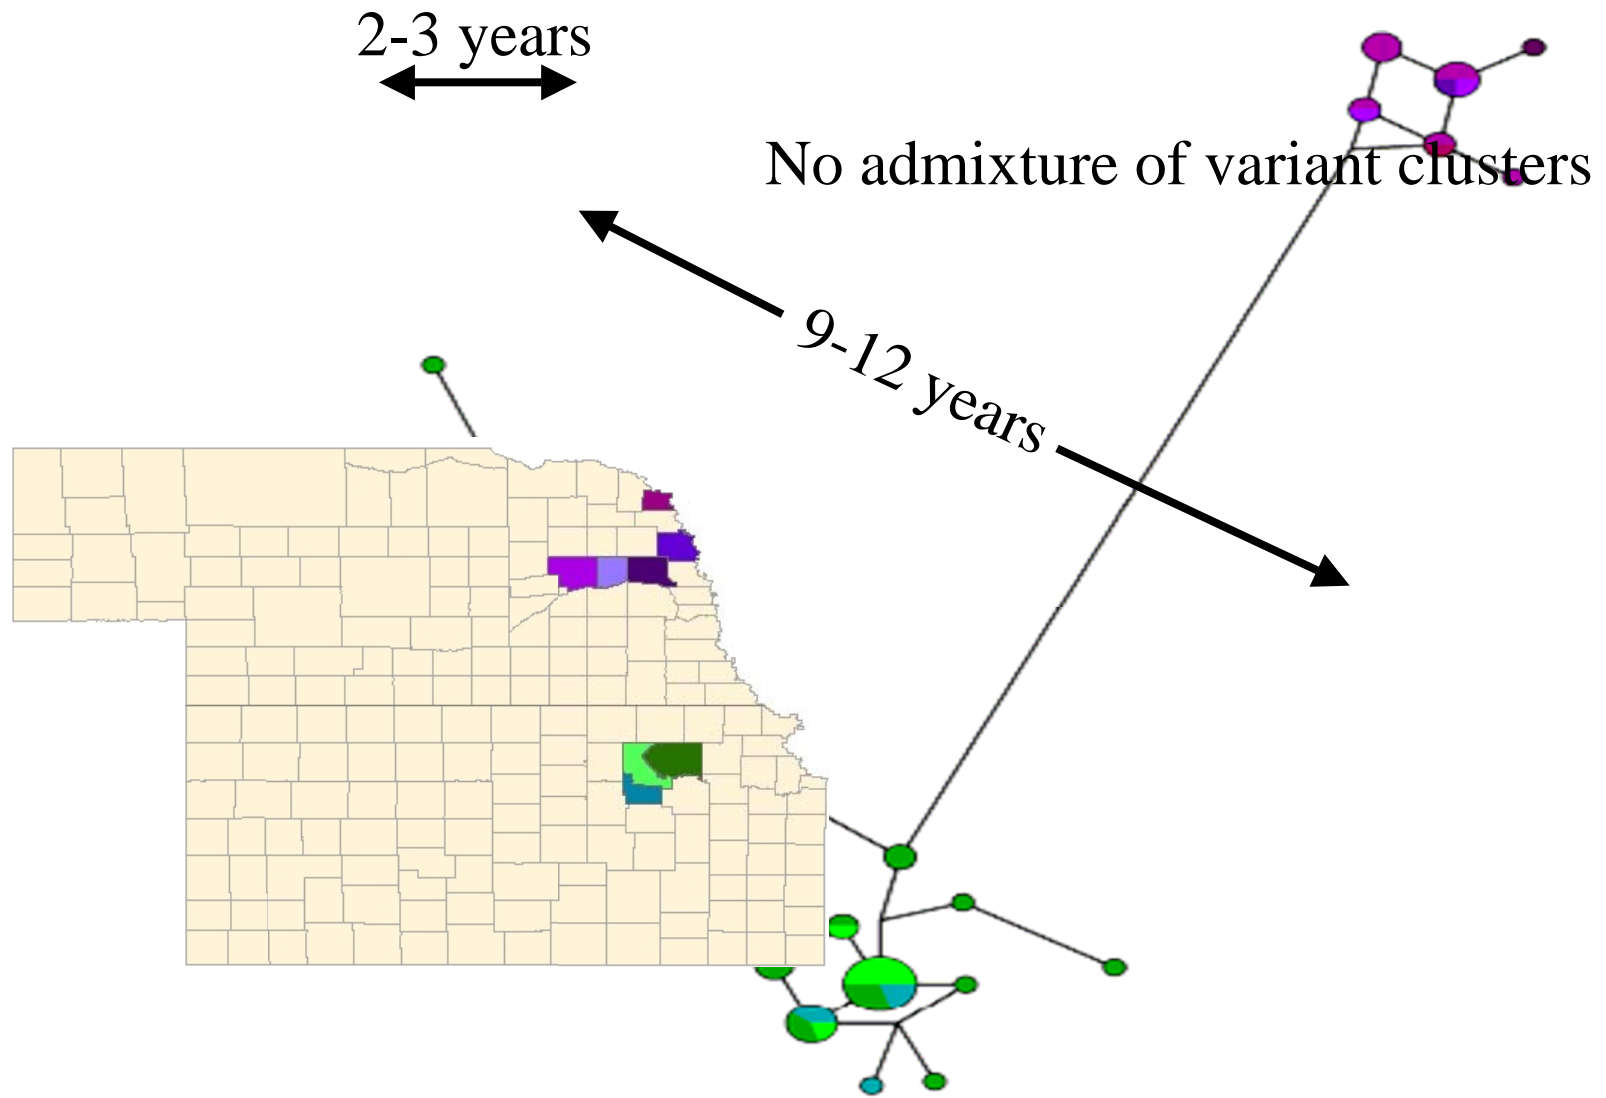 2-3 years
No admixture of variant clusters
9-12 years